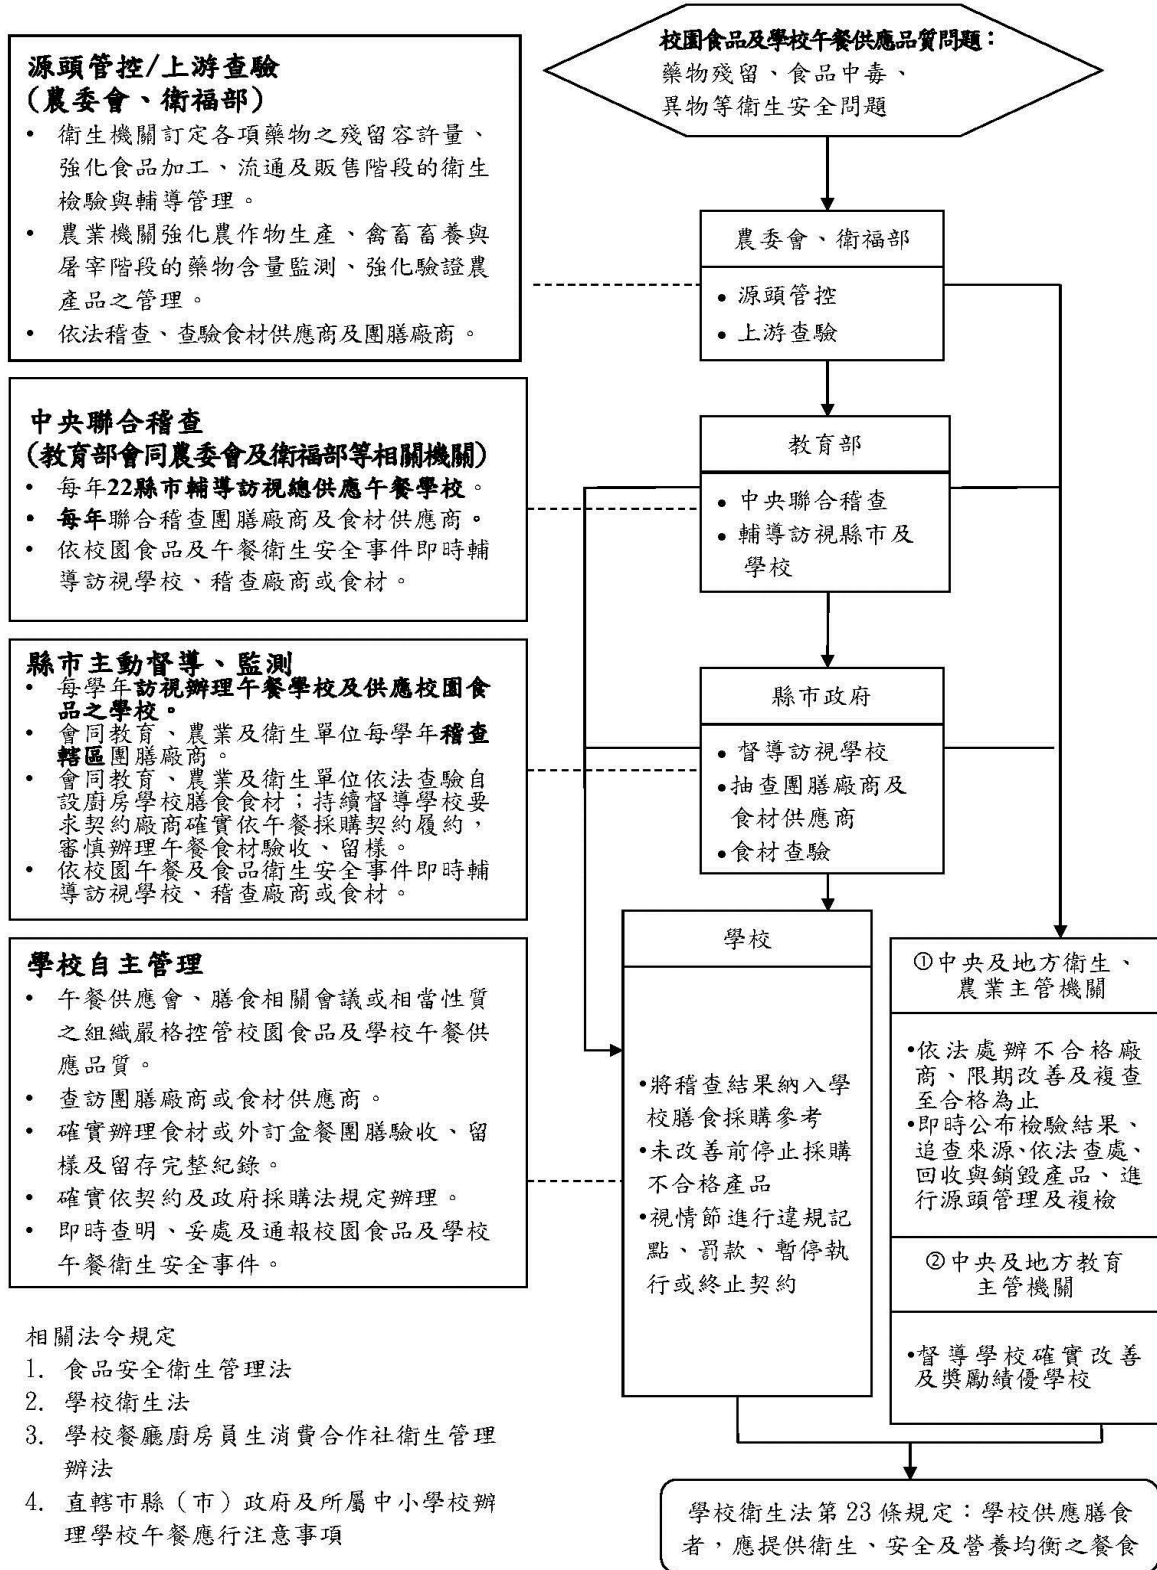 源頭管控/上游查驗
(農委會、衛福部)
• 衛生機關訂定各項藥物之殘留容許量、
強化食品加工、流通及販售階段的衛生
檢驗與輔導管理。
• 農業機關強化農作物生產、禽畜畜養與
屠宰階段的藥物含量監測、強化驗證農
產品之管理。
• 依法稽查、查驗食材供應商及團膳廠商。
中央聯合稽查
(教育部會同農委會及衛福部等相關機關)
• 每年22縣市輔導訪視總供應午餐學校。
• 每年聯合稽查團膳廠商及食材供應商。
• 依校園食品及午餐衛生安全事件即時輔
導訪視學校、稽查廠商或食材。
縣市主動督導、監測
• 每學年訪視辦理午餐學校及供應校園食
品之學校。
• 會同教育、農業及衛生單位每學年稽查
轄區團膳廠商。
• 會同教育、農業及衛生單位依法查驗自
設廚房學校膳食食材；持續督導學校要
求契約廠商確實依午餐採購契約履約，
審慎辦理午餐食材驗收、留樣。
• 依校園午餐及食品衛生安全事件即時輔
導訪視學校、稽查廠商或食材。
學校自主管理
• 午餐供應會、膳食相關會議或相當性質
之組織嚴格控管校園食品及學校午餐供
應品質。
• 查訪團膳廠商或食材供應商。
• 確實辦理食材或外訂盒餐團膳驗收、留
樣及留存完整紀錄。
• 確實依契約及政府採購法規定辦理。
• 即時查明、妥處及通報校園食品及學校
午餐衛生安全事件。
相關法令規定
1. 食品安全衛生管理法
2. 學校衛生法
3. 學校餐廳廚房員生消費合作社衛生管理
辦法
4. 直轄市縣（市）政府及所屬中小學校辦
理學校午餐應行注意事項
校園食品及學校午餐供應品質問題：
藥物殘留、食品中毒、
異物等衛生安全問題
農委會、衛福部
• 源頭管控
• 上游查驗
教育部
• 中央聯合稽查
• 輔導訪視縣市及
學校
縣市政府
• 督導訪視學校
•抽查團膳廠商及
食材供應商
•食材查驗
學校
•將稽查結果納入學
校膳食採購參考
•未改善前停止採購
不合格產品
•視情節進行違規記
點、罰款、暫停執
行或終止契約
①中央及地方衛生、
農業主管機關
•依法處辦不合格廠
商、限期改善及複查
至合格為止
•即時公布檢驗結果、
追查來源、依法查處、
回收與銷毀產品、進
行源頭管理及複檢
②中央及地方教育
主管機關
•督導學校確實改善
及獎勵績優學校
學校衛生法第 23 條規定：學校供應膳食
者，應提供衛生、安全及營養均衡之餐食